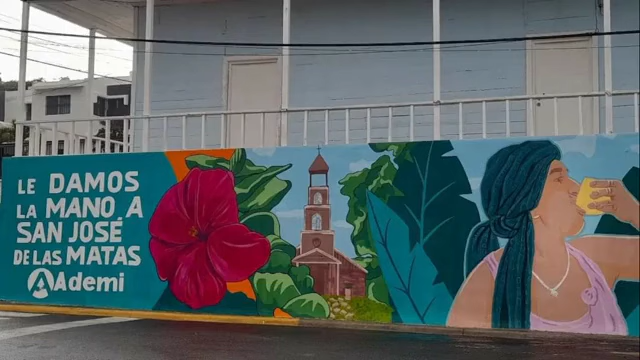 LE DAMOS
LA MANO A
SAN JOSÉ
DE LAS MATAS
Ademi